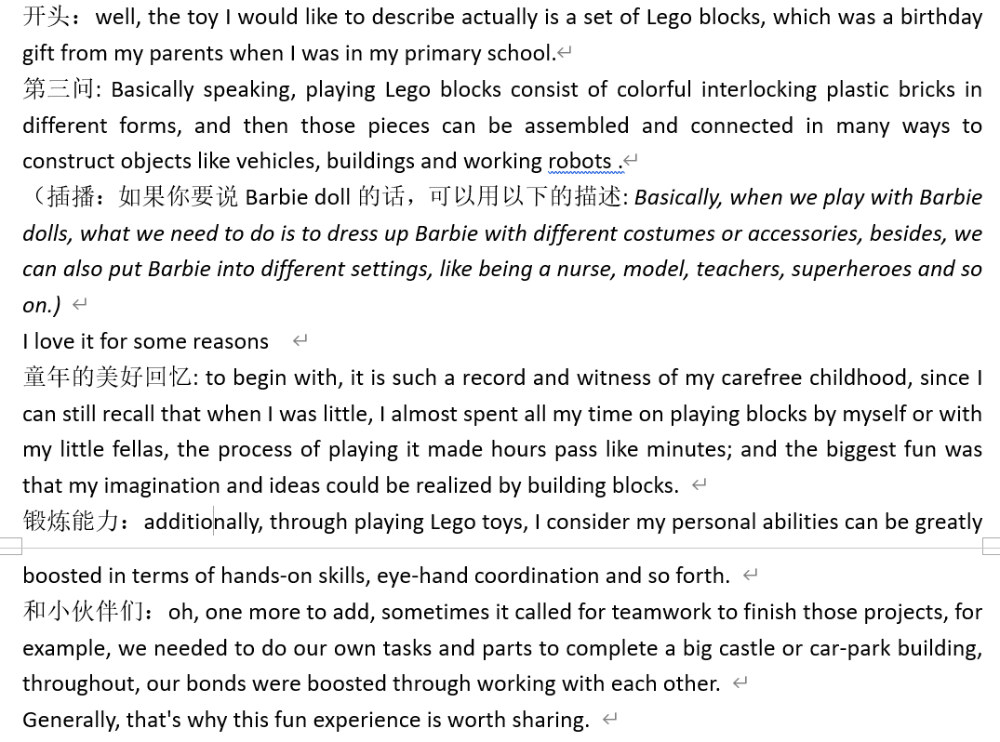 开头：well, the toy I would like to describe actually is a set of Lego blocks, which was a birthday
gift from my parents when I was in my primary school.
第三问: Basically speaking, playing Lego blocks consist of colorful interlocking plastic bricks in
different forms, and then those pieces can be assembled and connected in many ways to
construct objects like vehicles, buildings and working robots .
（插播：如果你要说 Barbie doll 的话，可以用以下的描述: Basically, when we play with Barbie
dolls, what we need to do is to dress up Barbie with different costumes or accessories, besides, we
can also put Barbie into different settings, like being a nurse, model, teachers, superheroes and so
on.)
I love it for some reasons
童年的美好回忆: to begin with, it is such a record and witness of my carefree childhood, since I
can still recall that when I was little, I almost spent all my time on playing blocks by myself or with
my little fellas, the process of playing it made hours pass like minutes; and the biggest fun was
that my imagination and ideas could be realized by building blocks.
锻炼能力：additionally, through playing Lego toys, I consider my personal abilities can be greatly
boosted in terms of hands-on skills, eye-hand coordination and so forth.
和小伙伴们：oh, one more to add, sometimes it called for teamwork to finish those projects, for
example, we needed to do our own tasks and parts to complete a big castle or car-park building,
throughout, our bonds were boosted through working with each other.
Generally, that's why this fun experience is worth sharing.